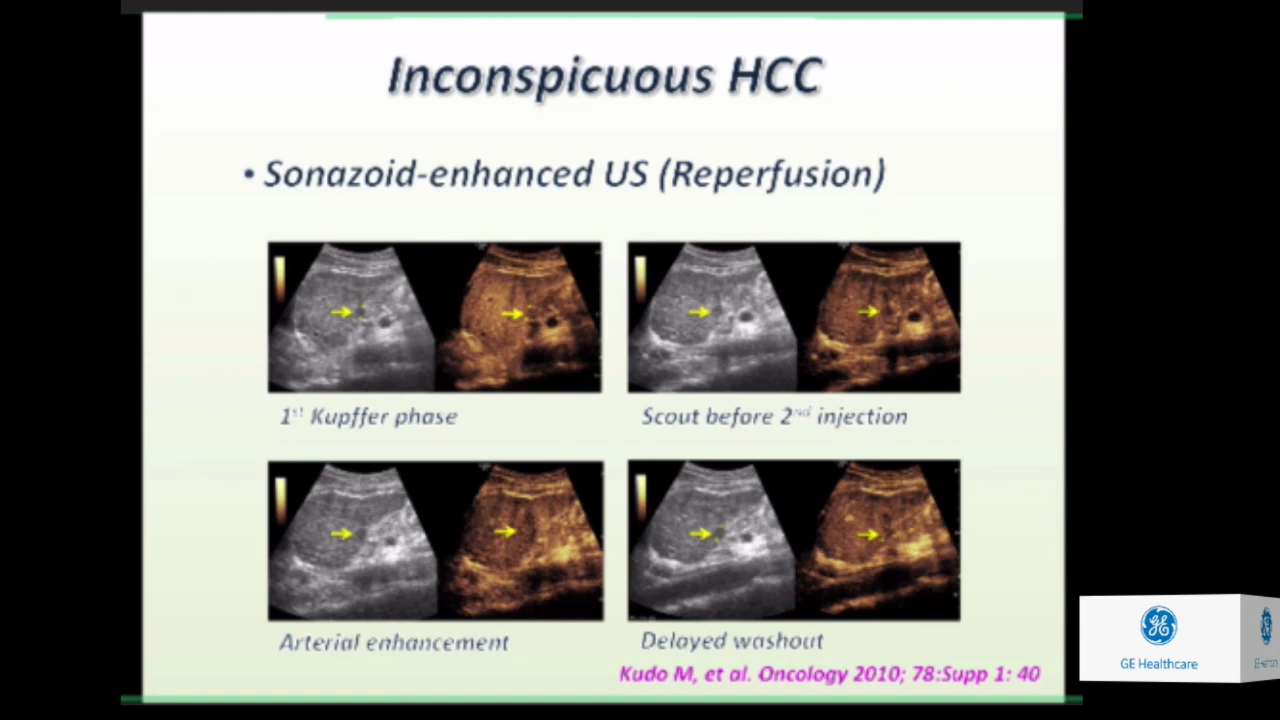 Inconspicuous HCC
• Sonazoid-enhanced US (Reperfusion)
1st Kupffer phase
Scout before 2nd injection
Arterial enhancement
Delayed washout
Kudo M, et al. Oncology 2010; 78:Supp 1: 40
GE
GE Healthcare